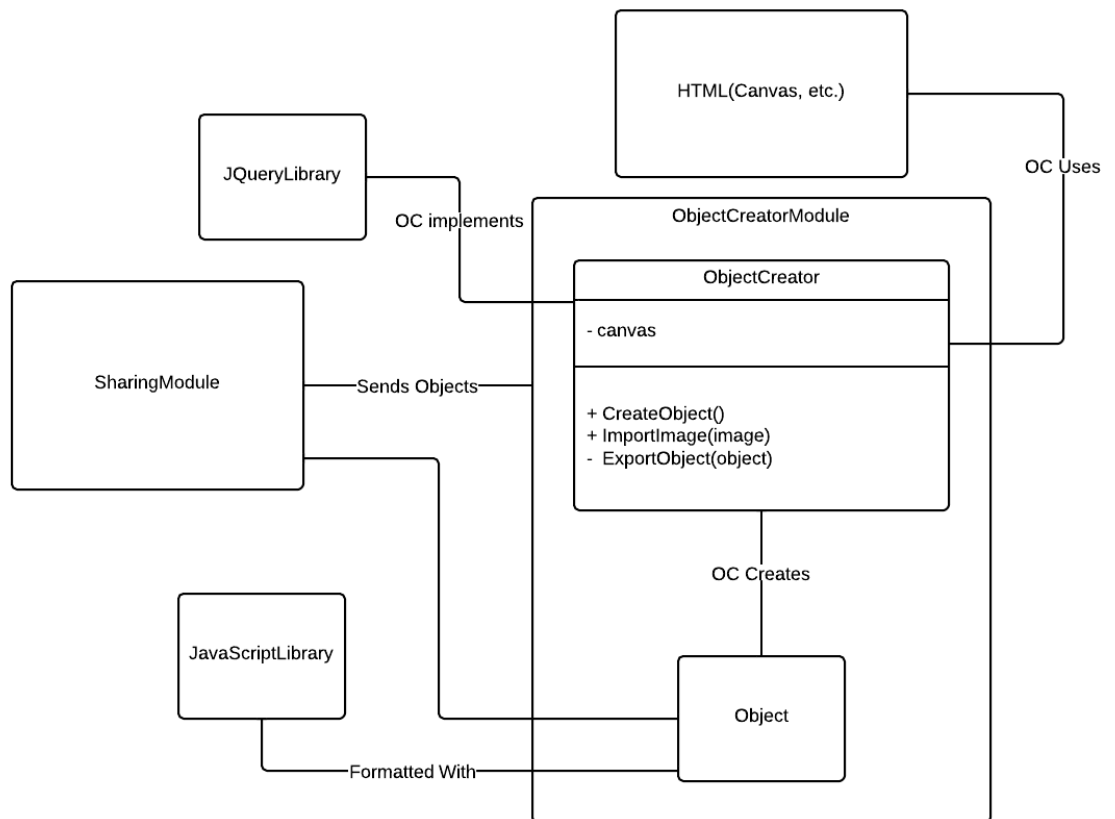 HTML(Canvas, etc.)
JQueryLibrary
OC Uses
OC implements
ObjectCreatorModule
ObjectCreator
- canvas
SharingModule
Sends Objects
+ CreateObject()
+ ImportImage(image)
-  ExportObject(object)
OC Creates
JavaScriptLibrary
Object
Formatted With